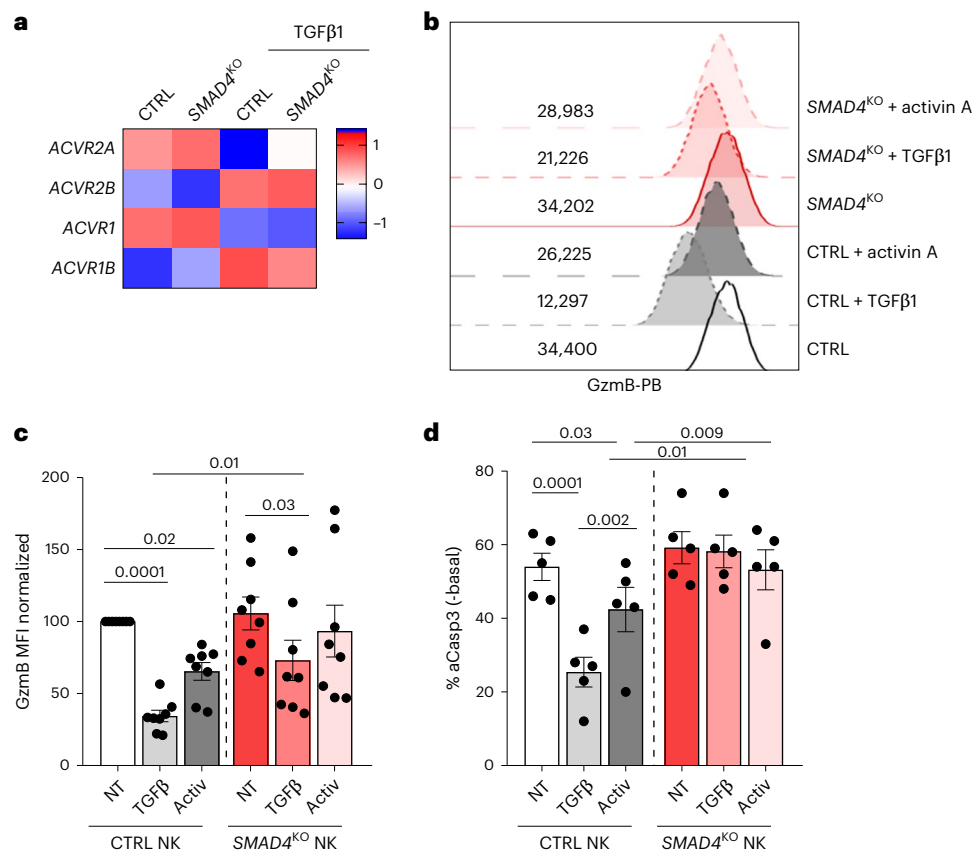 a
TGFβ1
CTRL
SMAD4KO
CTRL
SMAD4KO
ACVR2A
ACVR2B
ACVR1
ACVR1B
1
0
−1
b
28,983
SMAD4KO + activin A
21,226
SMAD4KO + TGFβ1
34,202
SMAD4KO
26,225
CTRL + activin A
12,297
CTRL + TGFβ1
34,400
CTRL
GzmB-PB
c
GzmB MFI normalized
200
150
100
50
0
0.01
0.03
0.02
0.0001
NT
TGFβ
Activ
NT
TGFβ
Activ
CTRL NK
SMAD4KO NK
d
% aCasp3 (-basal)
80
60
40
20
0
0.03
0.009
0.01
0.0001
0.002
NT
TGFβ
Activ
NT
TGFβ
Activ
CTRL NK
SMAD4KO NK